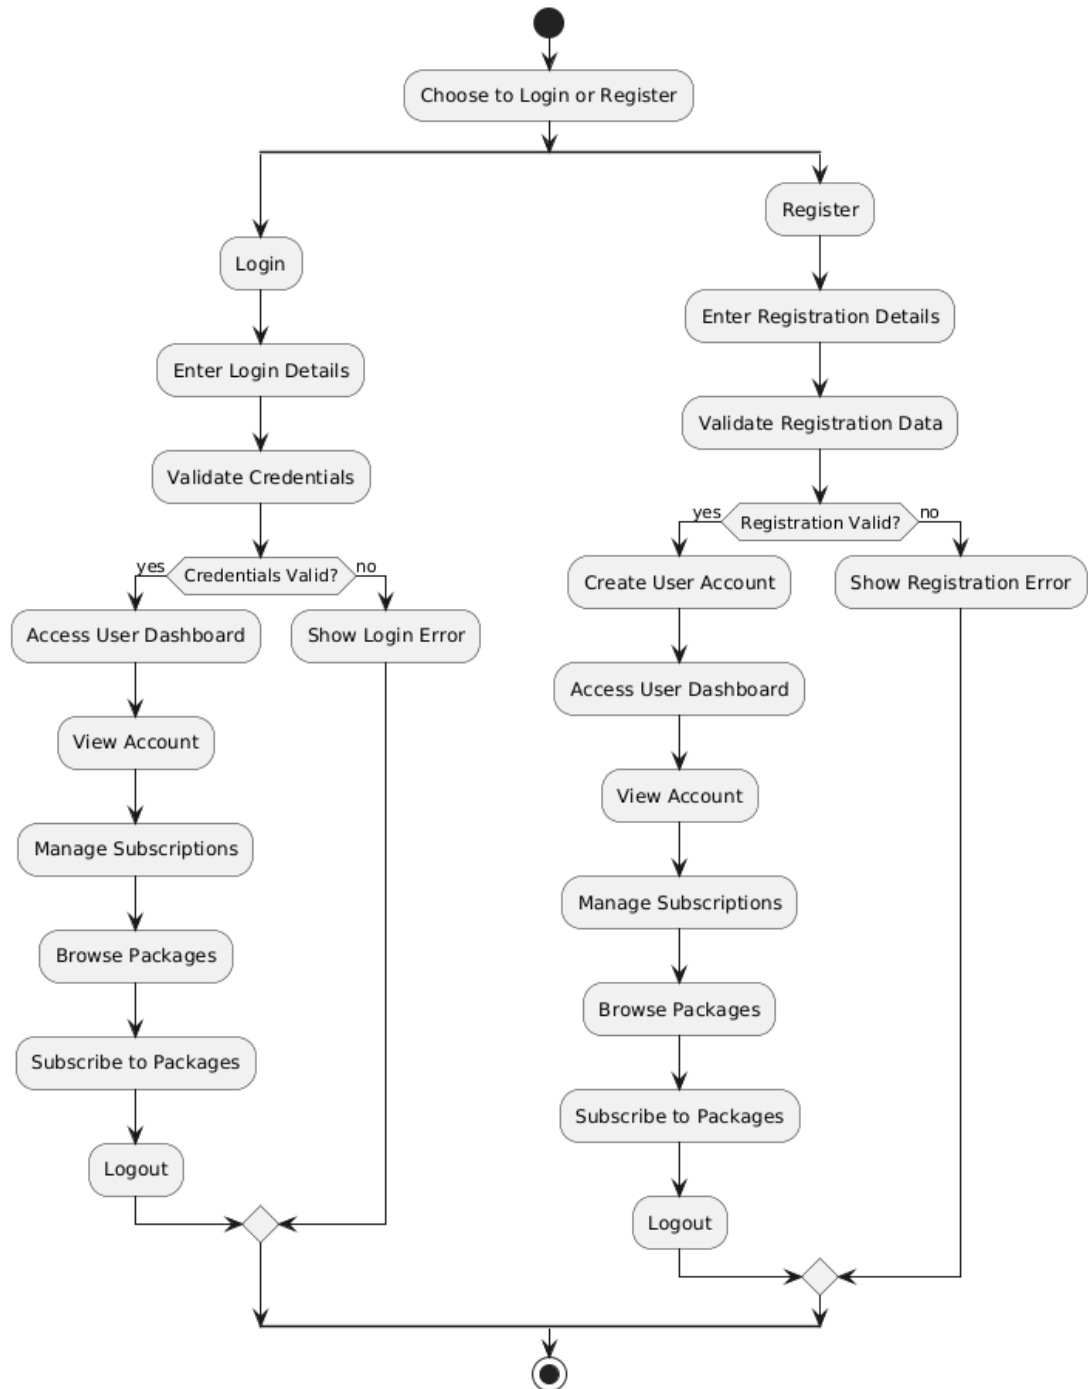 Choose to Login or Register
Login
Enter Login Details
Validate Credentials
yes
Credentials Valid?
no
Access User Dashboard
Show Login Error
View Account
Manage Subscriptions
Browse Packages
Subscribe to Packages
Logout
Register
Enter Registration Details
Validate Registration Data
yes
Registration Valid?
no
Create User Account
Show Registration Error
Access User Dashboard
View Account
Manage Subscriptions
Browse Packages
Subscribe to Packages
Logout